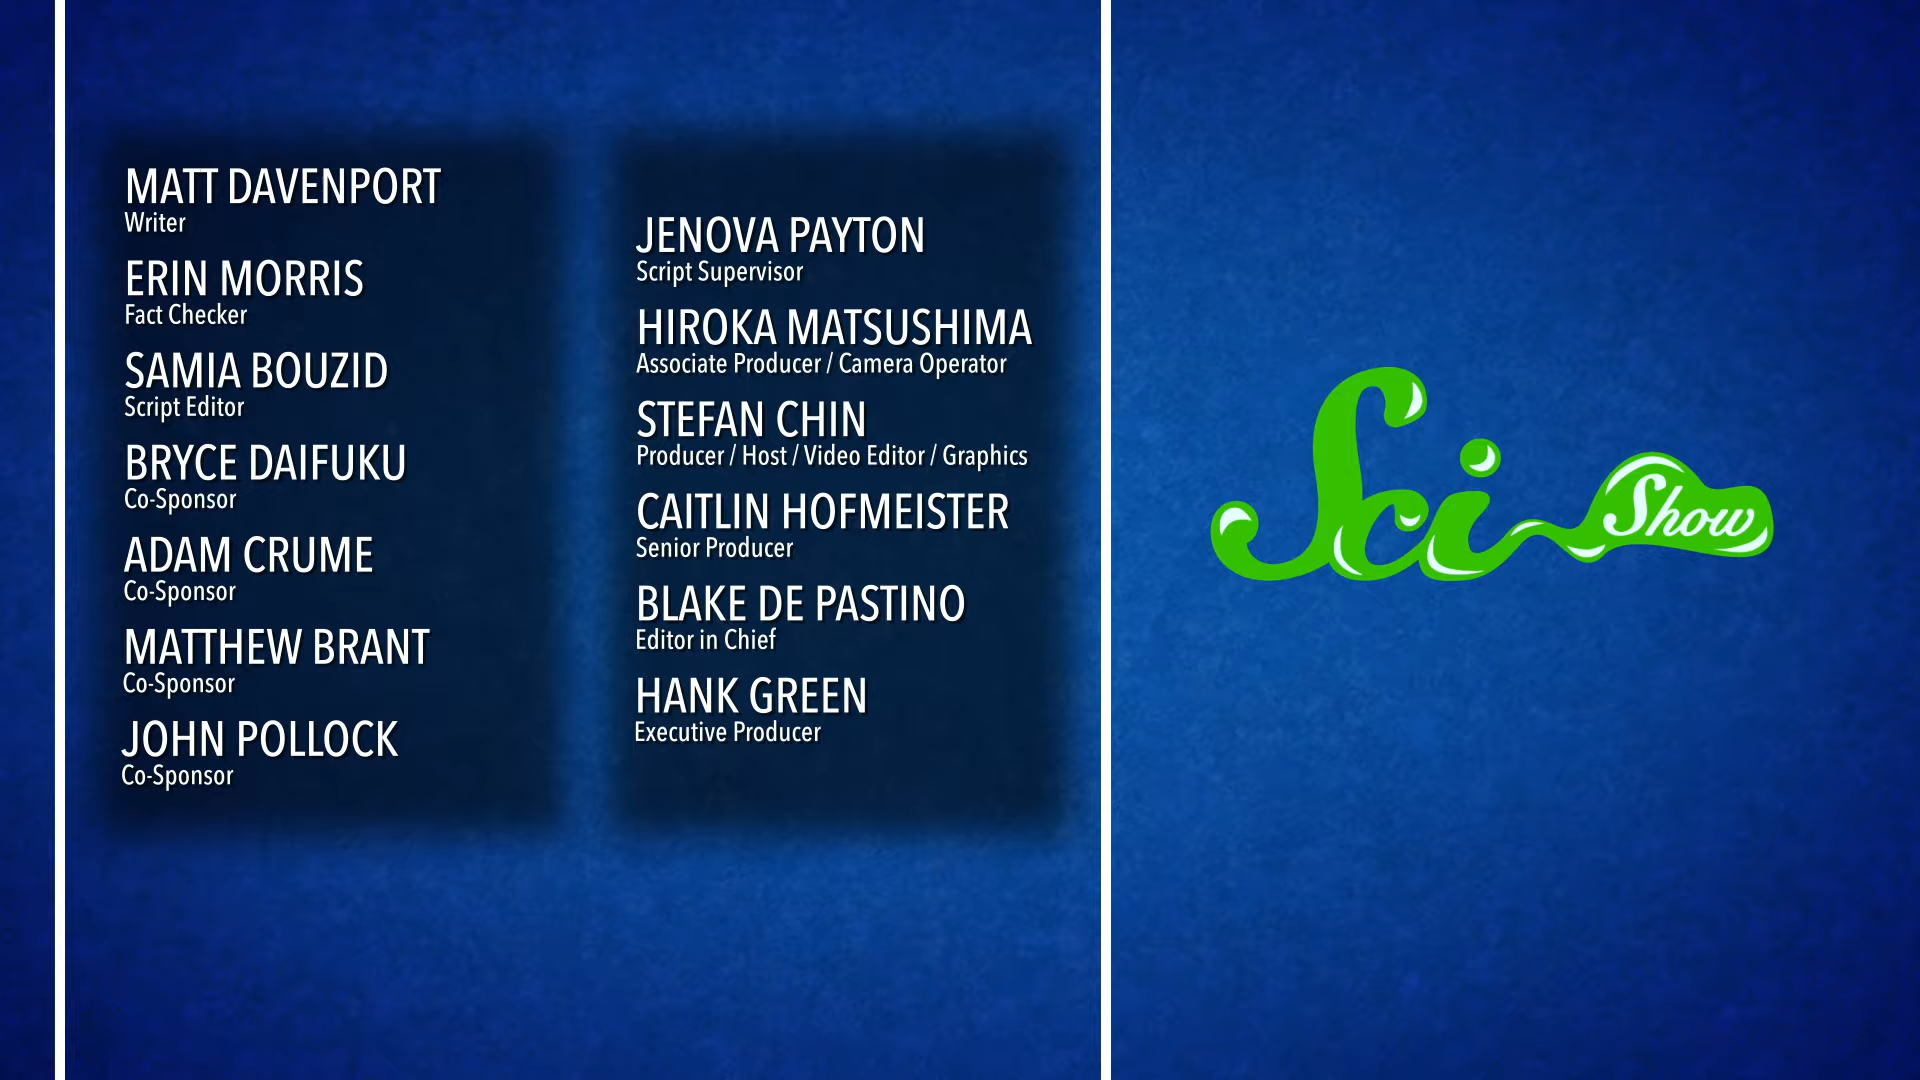 MATT DAVENPORT
Writer
ERIN MORRIS
Fact Checker
SAMIA BOUZID
Script Editor
BRYCE DAIFUKU
Co-Sponsor
ADAM CRUME
Co-Sponsor
MATTHEW BRANT
Co-Sponsor
JOHN POLLOCK
Co-Sponsor
JENOVA PAYTON
Script Supervisor
HIROKA MATSUSHIMA
Associate Producer / Camera Operator
STEFAN CHIN
Producer / Host / Video Editor / Graphics
CAITLIN HOFMEISTER
Senior Producer
BLAKE DE PASTINO
Editor in Chief
HANK GREEN
Executive Producer
Sci Show